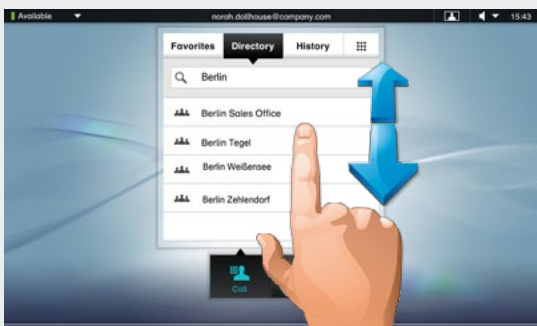 Available norah.dollhouse@company.com 15:43
Favorites Directory History
Berlin
Berlin Sales Office
Berlin Tegel
Berlin Weißensee
Berlin Zehlendorf
Call